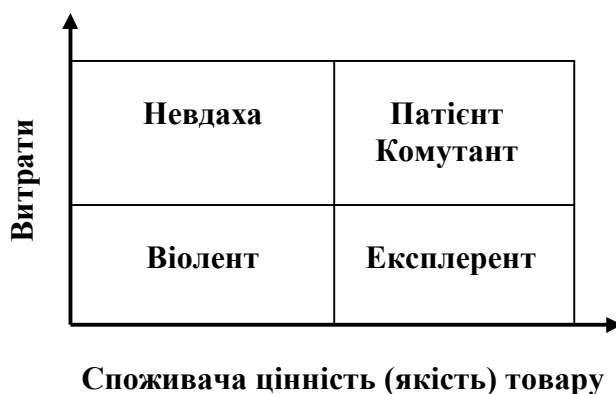 Витрати
Невдаха
Патієнт
Комутант
Віолент
Експлерент
Споживача цінність (якість) товару